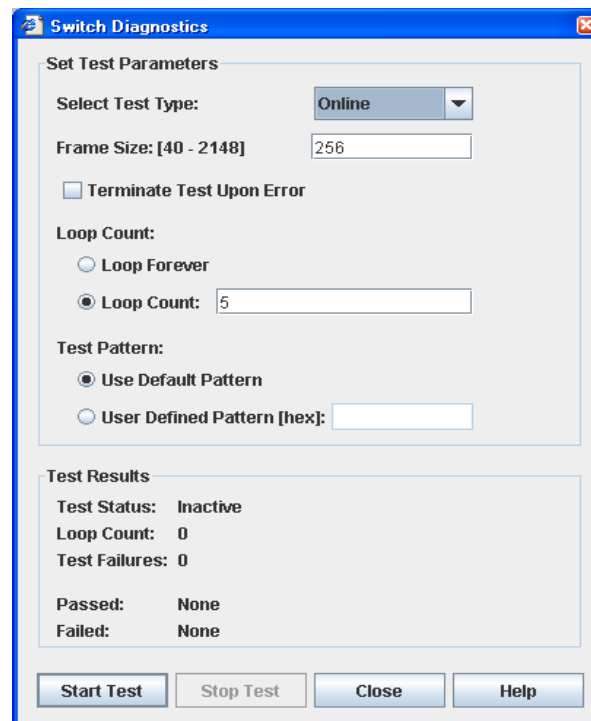 Switch Diagnostics
Set Test Parameters
Select Test Type: Online
Frame Size: [40 - 2148] 256
Terminate Test Upon Error
Loop Count:
Loop Forever
Loop Count: 5
Test Pattern:
Use Default Pattern
User Defined Pattern [hex]:
Test Results
Test Status: Inactive
Loop Count: 0
Test Failures: 0
Passed: None
Failed: None
Start Test Stop Test Close Help